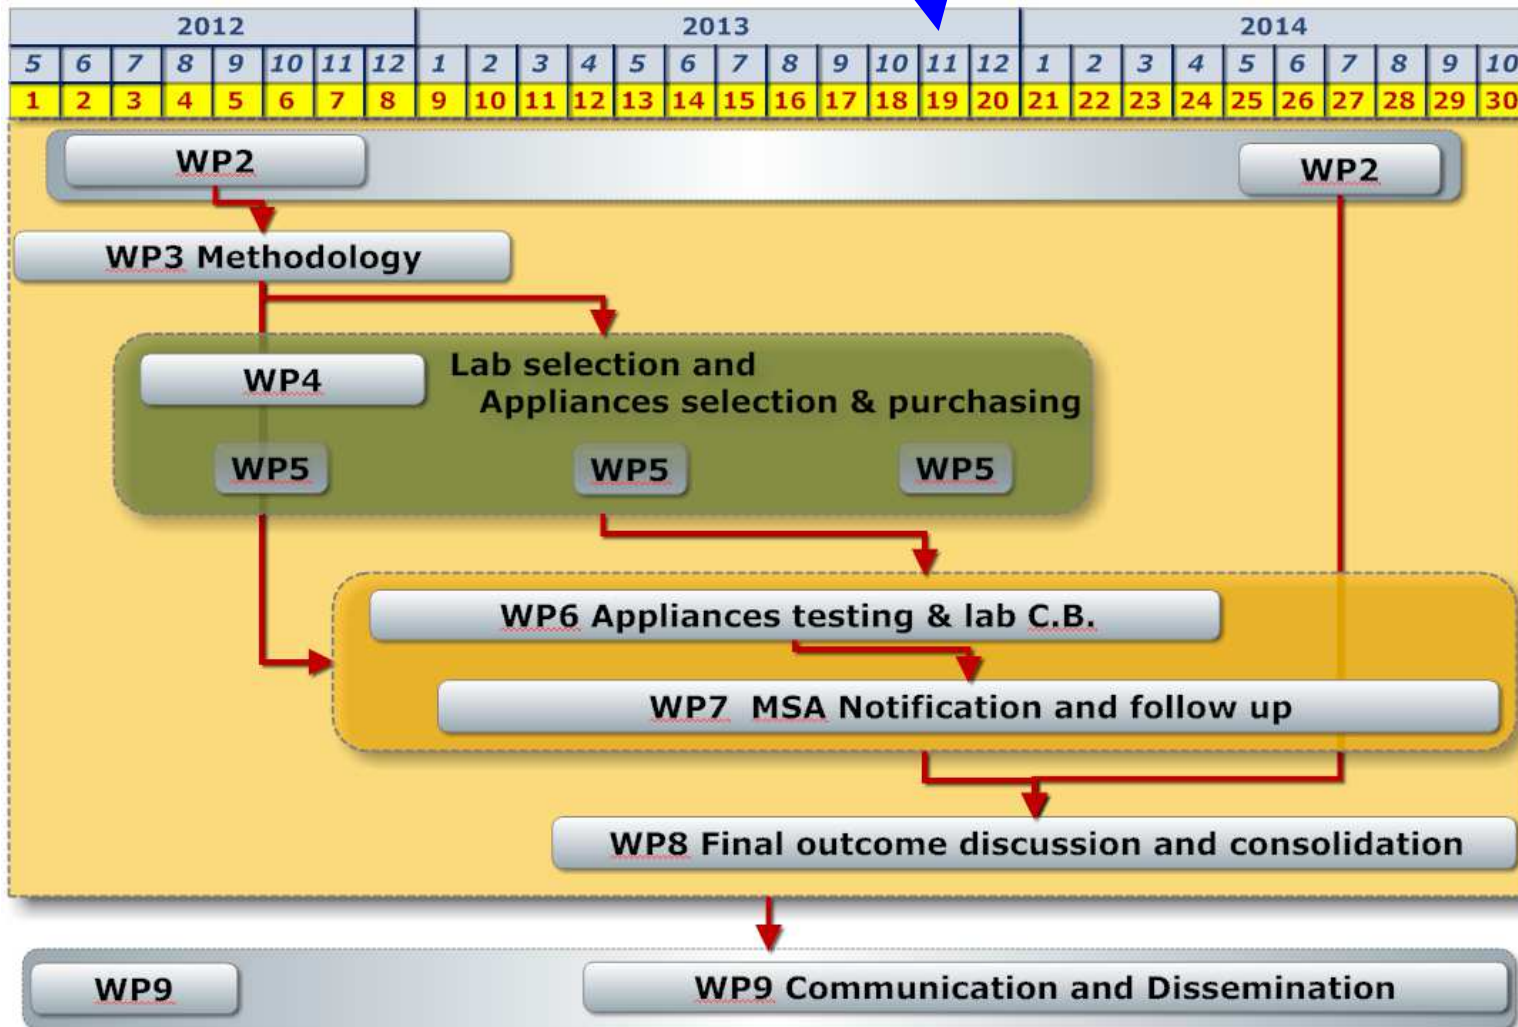 2012 2013 2014
5 6 7 8 9 10 11 12 1 2 3 4 5 6 7 8 9 10 11 12 1 2 3 4 5 6 7 8 9 10
1 2 3 4 5 6 7 8 9 10 11 12 13 14 15 16 17 18 19 20 21 22 23 24 25 26 27 28 29 30
WP2 WP2
WP3 Methodology
WP4
Lab selection and
Appliances selection & purchasing
WP5 WP5 WP5
WP6 Appliances testing & lab C.B.
WP7 MSA Notification and follow up
WP8 Final outcome discussion and consolidation
WP9 WP9 Communication and Dissemination